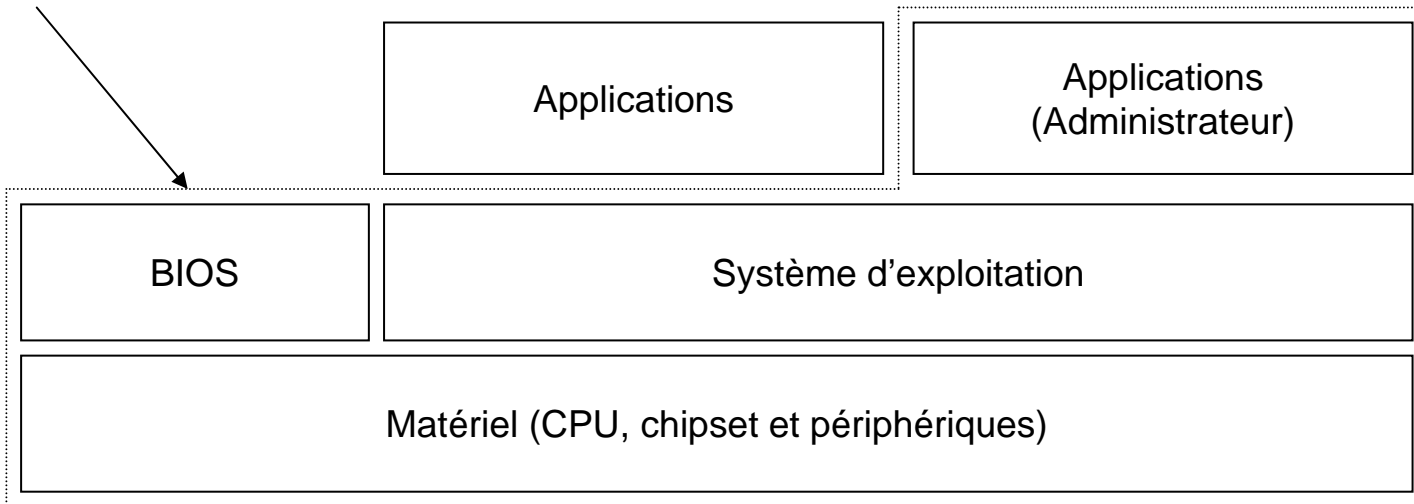 Applications
Applications
(Administrateur)
BIOS
Système d'exploitation
Matériel (CPU, chipset et périphériques)